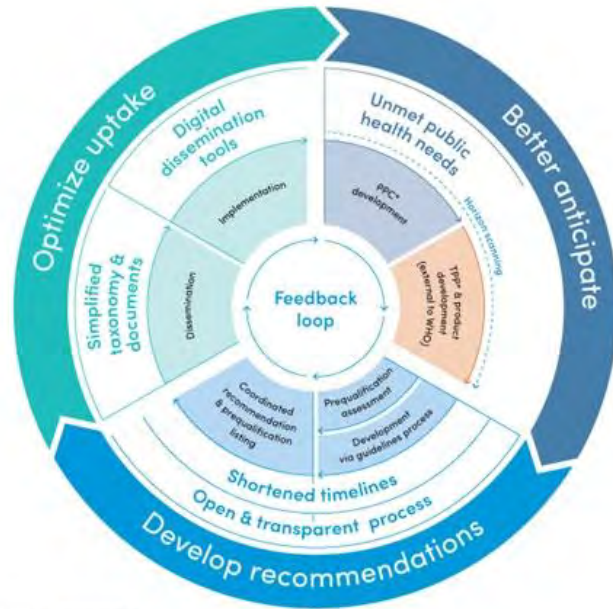 Optimize uptake
Better anticipate
Develop recommendations
Digital
dissemination
tools
Unmet public
health needs
Horizon scanning
Simplified
taxonomy &
documents
Implementation
Dissemination
PPC*
development
TPP* & product
development
(external to WHO)
Feedback
loop
Coordinated
recommendation
& prequalification
listing
Prequalification
assessment
Development
via guidelines process
Shortened timelines
Open & transparent process